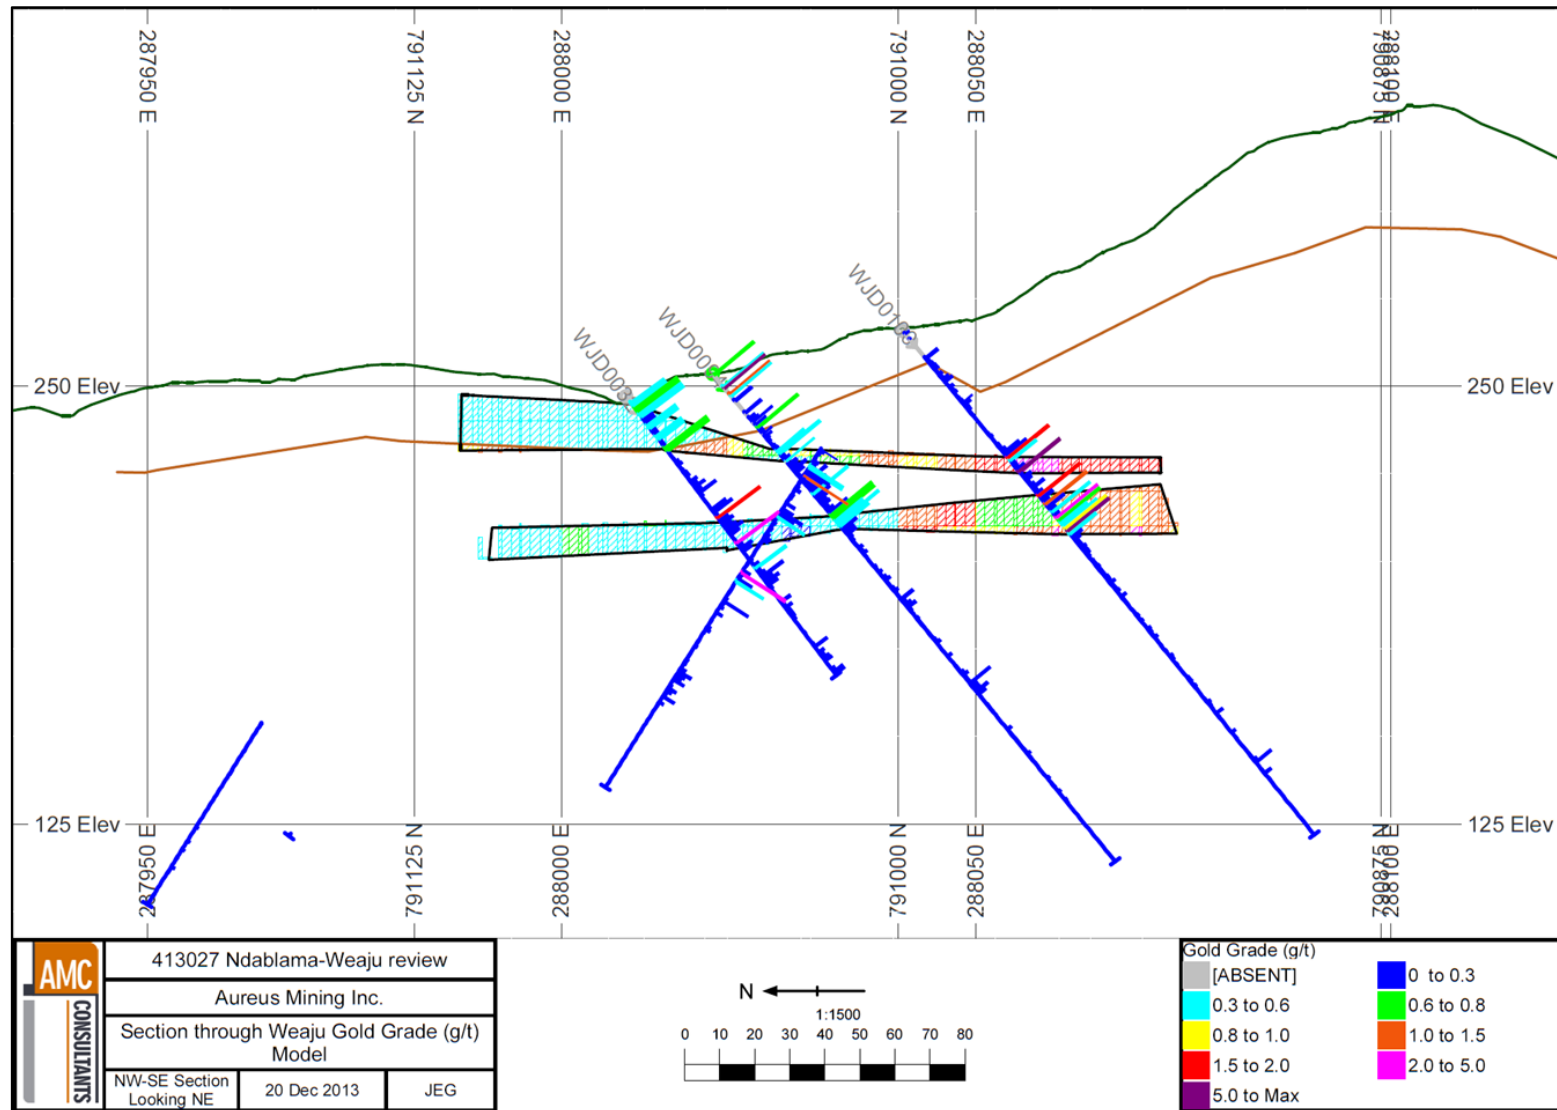 287950 E
791125 N
288000 E
791000 N
288050 E
288100 E
790875 N
250 Elev
250 Elev
125 Elev
125 Elev
287950 E
791125 N
288000 E
791000 N
288050 E
288100 E
790875 N
AMC
CONSULTANTS
413027 Ndablama-Weaju review
Aureus Mining Inc.
Section through Weaju Gold Grade (g/t)
Model
NW-SE Section
Looking NE
20 Dec 2013
JEG
N
1:1500
0 10 20 30 40 50 60 70 80
Gold Grade (g/t)
[ABSENT]
0 to 0.3
0.3 to 0.6
0.6 to 0.8
0.8 to 1.0
1.0 to 1.5
1.5 to 2.0
2.0 to 5.0
5.0 to Max